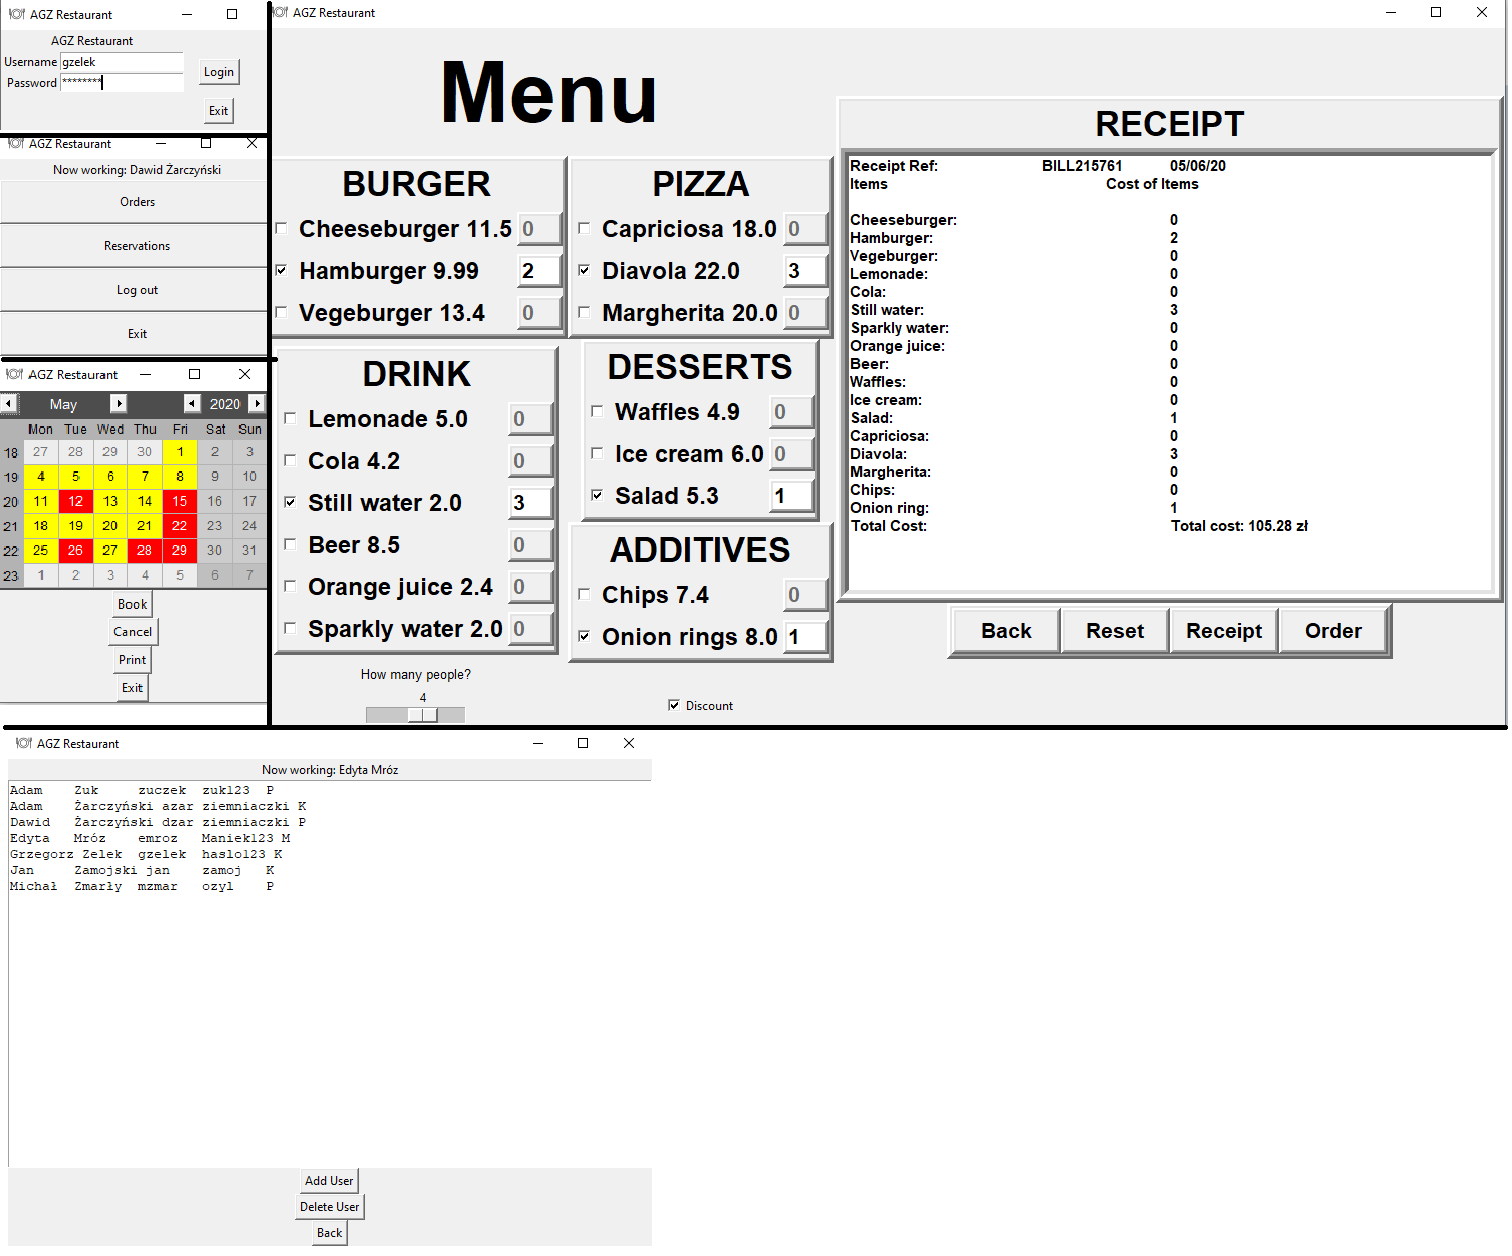 AGZ Restaurant
AGZ Restaurant
Username gzelek
Password ********
Login
Exit
AGZ Restaurant
Now working: Dawid Żarczyński
Orders
Reservations
Log out
Exit
AGZ Restaurant
May 2020
Mon Tue Wed Thu Fri Sat Sun
18 27 28 29 30 1 2 3
19 4 5 6 7 8 9 10
20 11 12 13 14 15 16 17
21 18 19 20 21 22 23 24
22 25 26 27 28 29 30 31
23 1 2 3 4 5 6 7
Book
Cancel
Print
Exit
AGZ Restaurant
Menu
BURGER
Cheeseburger 11.5 0
Hamburger 9.99 2
Vegeburger 13.4 0
PIZZA
Capriciosa 18.0 0
Diavola 22.0 3
Margherita 20.0 0
DRINK
Lemonade 5.0 0
Cola 4.2 0
Still water 2.0 3
Beer 8.5 0
Orange juice 2.4 0
Sparkly water 2.0 0
DESSERTS
Waffles 4.9 0
Ice cream 6.0 0
Salad 5.3 1
ADDITIVES
Chips 7.4 0
Onion rings 8.0 1
How many people?
4
Discount
RECEIPT
Receipt Ref: BILL215761 05/06/20
Items Cost of Items
Cheeseburger: 0
Hamburger: 2
Vegeburger: 0
Lemonade: 0
Cola: 0
Still water: 3
Sparkly water: 0
Orange juice: 0
Beer: 0
Waffles: 0
Ice cream: 0
Salad: 1
Capriciosa: 0
Diavola: 3
Margherita: 0
Chips: 0
Onion ring: 1
Total Cost: Total cost: 105.28 zł
Back Reset Receipt Order
AGZ Restaurant
Now working: Edyta Mróz
Adam Zuk zuczek zuk123 P
Adam Żarczyński azar ziemniaczki K
Dawid Żarczyński dzar ziemniaczki P
Edyta Mróz emroz Maniek123 M
Grzegorz Zelek gzelek haslo123 K
Jan Zamojski jan zamoj K
Michał Zmarły mzmar ozyl P
Add User
Delete User
Back